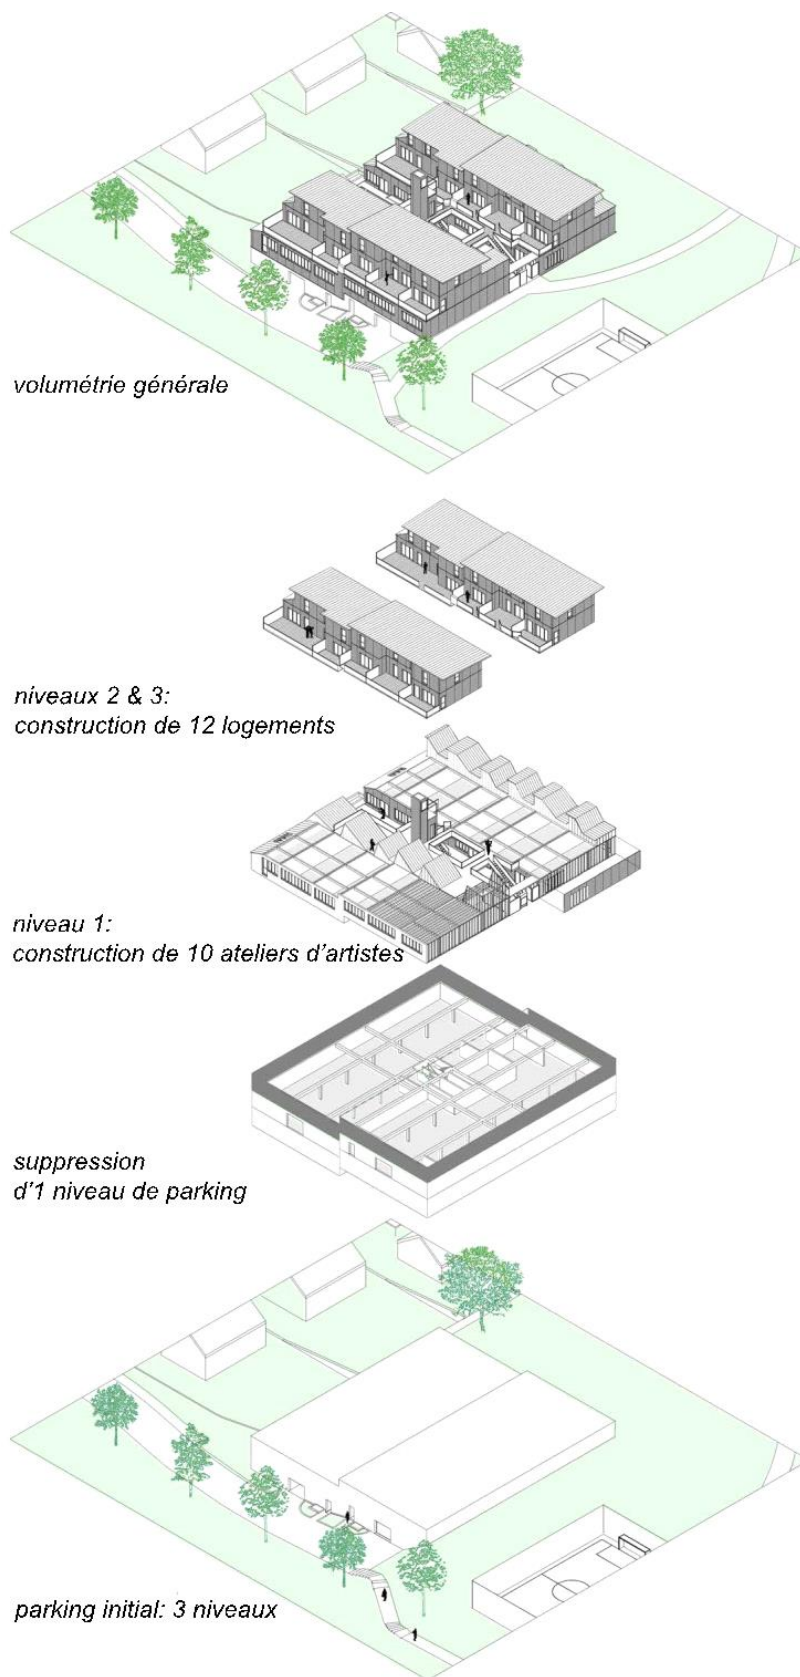 volumétrie générale
niveaux 2 & 3:
construction de 12 logements
niveau 1:
construction de 10 ateliers d'artistes
suppression
d'1 niveau de parking
parking initial: 3 niveaux